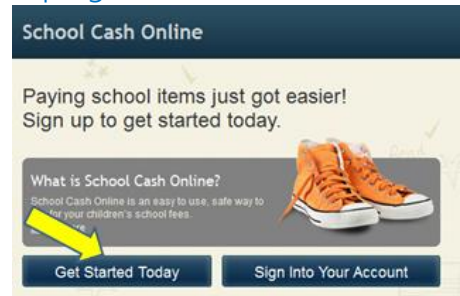 School Cash Online
Paying school items just got easier!
Sign up to get started today.
What is School Cash Online?
School Cash Online is an easy to use, safe way to
for your children's school fees.
Get Started Today
Sign Into Your Account